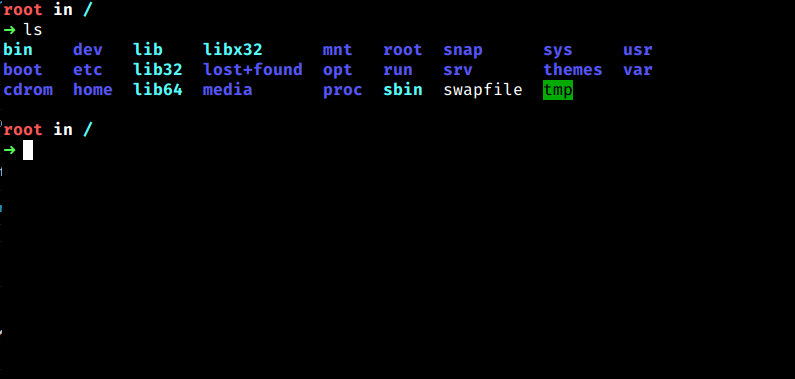 root in /
→ ls
bin dev lib libx32 mnt root snap sys usr
boot etc lib32 lost+found opt run srv themes var
cdrom home lib64 media proc sbin swapfile tmp
root in /
→